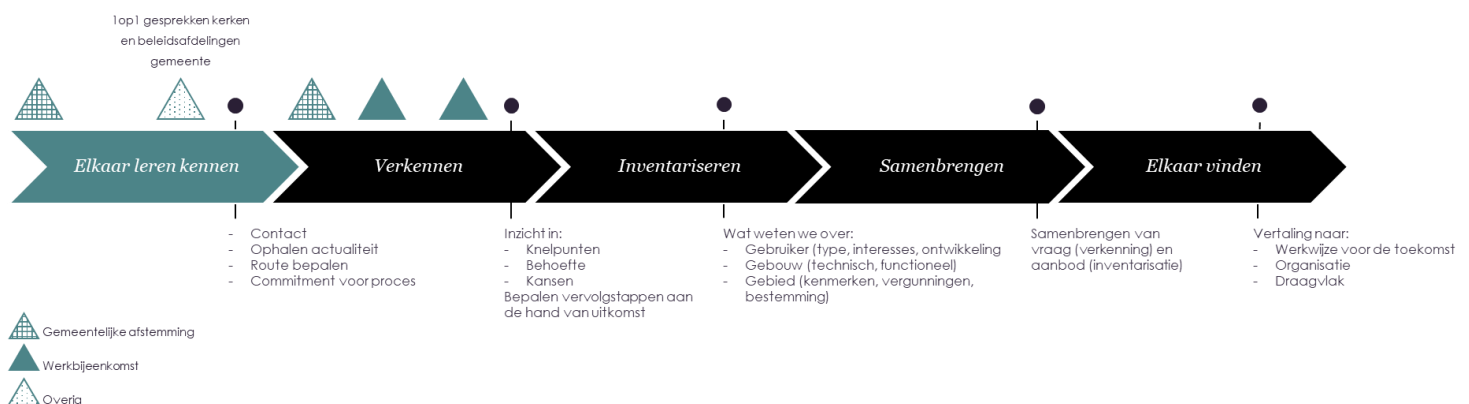 1op1 gesprekken kerken
en beleidsafdelingen
gemeente
Elkaar leren kennen
Verkennen
Inventariseren
Samenbrengen
Elkaar vinden
- Contact
- Ophalen actualiteit
- Route bepalen
- Commitment voor proces
Inzicht in:
- Knelpunten
- Behoefte
- Kansen
Bepalen vervolgstappen aan
de hand van uitkomst
Wat weten we over:
- Gebruiker (type, interesses, ontwikkeling
- Gebouw (technisch, functioneel)
- Gebied (kenmerken, vergunningen,
bestemming)
Samenbrengen van
vraag (verkenning) en
aanbod (inventarisatie)
Vertaling naar:
- Werkwijze voor de toekomst
- Organisatie
- Draagvlak
Gemeentelijke afstemming
Werkbijeenkomst
Overig